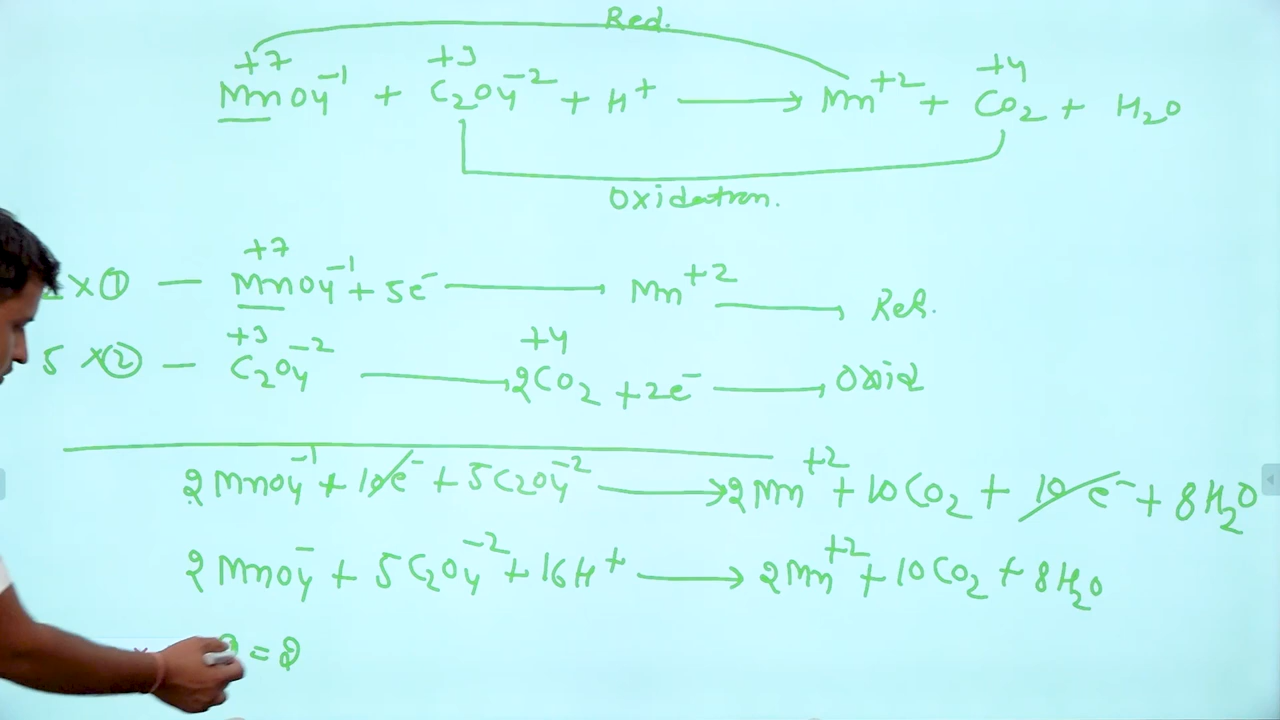 Red.
+7 +3 +4
MnO4⁻¹ + C2O4⁻² + H⁺ → Mn⁺² + CO2 + H2O
Oxidation.
+7
× ① — MnO4⁻¹ + 5e⁻ → Mn⁺² → Red.
+3 +4
5 × ② — C2O4⁻² → 2CO2 + 2e⁻ → Oxid
2MnO4⁻¹ + 10e⁻ + 5C2O4⁻² → 2Mn⁺² + 10CO2 + 10e⁻ + 8H2O
2MnO4⁻ + 5C2O4⁻² + 16H⁺ → 2Mn⁺² + 10CO2 + 8H2O
= 2